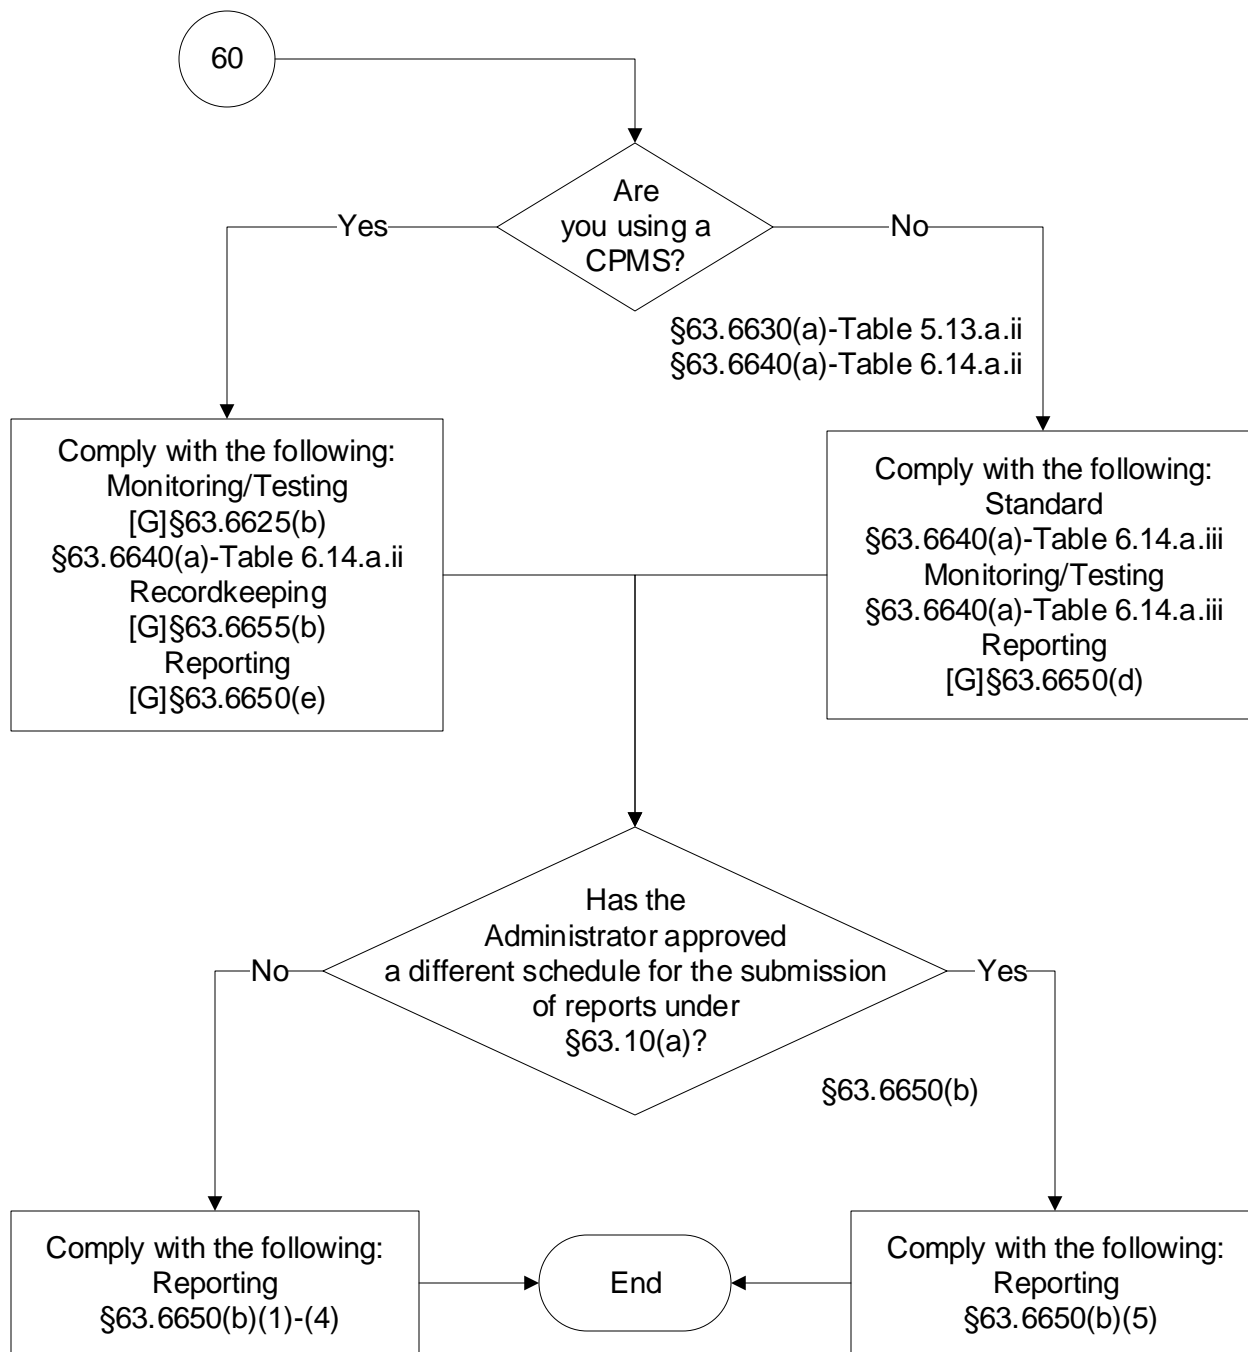 60
Are
you using a
CPMS?
Yes
No
§63.6630(a)-Table 5.13.a.ii
§63.6640(a)-Table 6.14.a.ii
Comply with the following:
Monitoring/Testing
[G]§63.6625(b)
§63.6640(a)-Table 6.14.a.ii
Recordkeeping
[G]§63.6655(b)
Reporting
[G]§63.6650(e)
Comply with the following:
Standard
§63.6640(a)-Table 6.14.a.iii
Monitoring/Testing
§63.6640(a)-Table 6.14.a.iii
Reporting
[G]§63.6650(d)
Has the
Administrator approved
a different schedule for the submission
of reports under
§63.10(a)?
No
Yes
§63.6650(b)
Comply with the following:
Reporting
§63.6650(b)(1)-(4)
End
Comply with the following:
Reporting
§63.6650(b)(5)